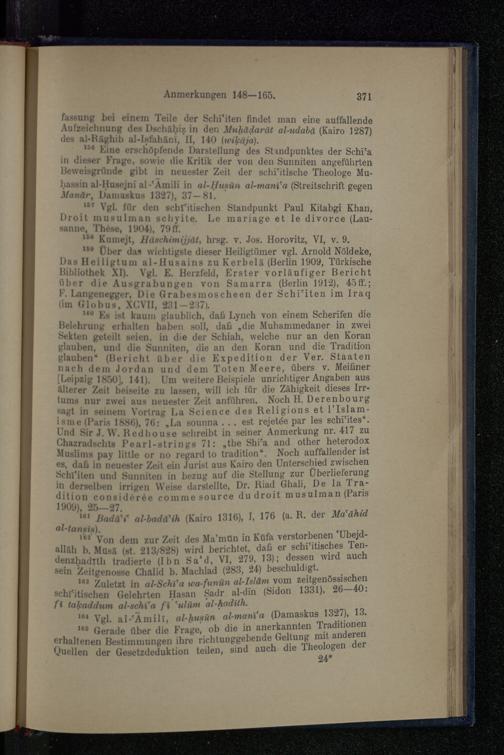 Anmerkungen 148—165. 371
fassung bei einem Teile der Schi'iten findet man eine auffallende
Aufzeichnung des Dschâḥiẓ in den Muḥâḍarât al-udabâ (Kairo 1287)
des al-Râghib al-Iṣfahâni, II, 140 (wiḳâja).
156 Eine erschöpfende Darstellung des Standpunktes der Schi'a
in dieser Frage, sowie die Kritik der von den Sunniten angeführten
Beweisgründe gibt in neuester Zeit der schi'itische Theologe Mu-
ḥassin al-Ḥusejni al-'Âmilî in al-Ḥuṣûn al-manî'a (Streitschrift gegen
Manâr, Damaskus 1327), 37—81.
157 Vgl. für den schi'itischen Standpunkt Paul Kitabgi Khan,
Droit musulman schyite. Le mariage et le divorce (Lau-
sanne, Thèse, 1904), 79 ff.
158 Kumejt, Hâschimijjât, hrsg. v. Jos. Horovitz, VI, v. 9.
159 Über das wichtigste dieser Heiligtümer vgl. Arnold Nöldeke,
Das Heiligtum al-Husains zu Kerbelâ (Berlin 1909, Türkische
Bibliothek XI). Vgl. E. Herzfeld, Erster vorläufiger Bericht
über die Ausgrabungen von Samarra (Berlin 1912), 45 ff.;
F. Langenegger, Die Grabesmoscheen der Schi'iten im Iraq
(im Globus, XCVII, 231—237).
160 Es ist kaum glaublich, daß Lynch von einem Scherifen die
Belehrung erhalten haben soll, daß „die Muhammedaner in zwei
Sekten geteilt seien, in die der Schiah, welche nur an den Koran
glauben, und die Sunniten, die an den Koran und die Tradition
glauben“ (Bericht über die Expedition der Ver. Staaten
nach dem Jordan und dem Toten Meere, übers v. Meißner
[Leipzig 1850], 141). Um weitere Beispiele unrichtiger Angaben aus
älterer Zeit beiseite zu lassen, will ich für die Zähigkeit dieses Irr-
tums nur zwei aus neuester Zeit anführen. Noch H. Derenbourg
sagt in seinem Vortrag La Science des Religions et l'Islam-
isme (Paris 1886), 76: „La sounna . . . est rejetée par les schi'ites“.
Und Sir J. W. Redhouse schreibt in seiner Anmerkung nr. 417 zu
Chazradschts Pearl-strings 71: „the Shi'a and other heterodox
Muslims pay little or no regard to tradition“. Noch auffallender ist
es, daß in neuester Zeit ein Jurist aus Kairo den Unterschied zwischen
Schi'iten und Sunniten in bezug auf die Stellung zur Überlieferung
in derselben irrigen Weise darstellte, Dr. Riad Ghali, De la Tra-
dition considérée comme source du droit musulman (Paris
1909), 25—27.
161 Badâ'i' al-badâ'ih (Kairo 1316), I, 176 (a. R. der Ma'âhid
al-tanṣîṣ).
162 Von dem zur Zeit des Ma'mûn in Kûfa verstorbenen 'Ubejd-
allâh b. Mûsâ (st. 213/828) wird berichtet, daß er schi'itisches Ten-
denzḥadîth tradierte (Ibn Sa'd, VI, 279, 13); dessen wird auch
sein Zeitgenosse Châlid b. Machlad (283, 24) beschuldigt.
163 Zuletzt in al-Schî'a wa-funûn al-Islâm vom zeitgenössischen
schi'itischen Gelehrten Hasan Ṣadr al-dîn (Sidon 1331), 26—40:
fî taḳaddum al-schî'a fî 'ulûm al-ḥadîth.
164 Vgl. al-'Âmilî, al-ḥuṣûn al-manî'a (Damaskus 1327), 13.
165 Gerade über die Frage, ob die in anerkannten Traditionen
erhaltenen Bestimmungen ihre richtunggebende Geltung mit anderen
Quellen der Gesetzdeduktion teilen, sind auch die Theologen der
24*